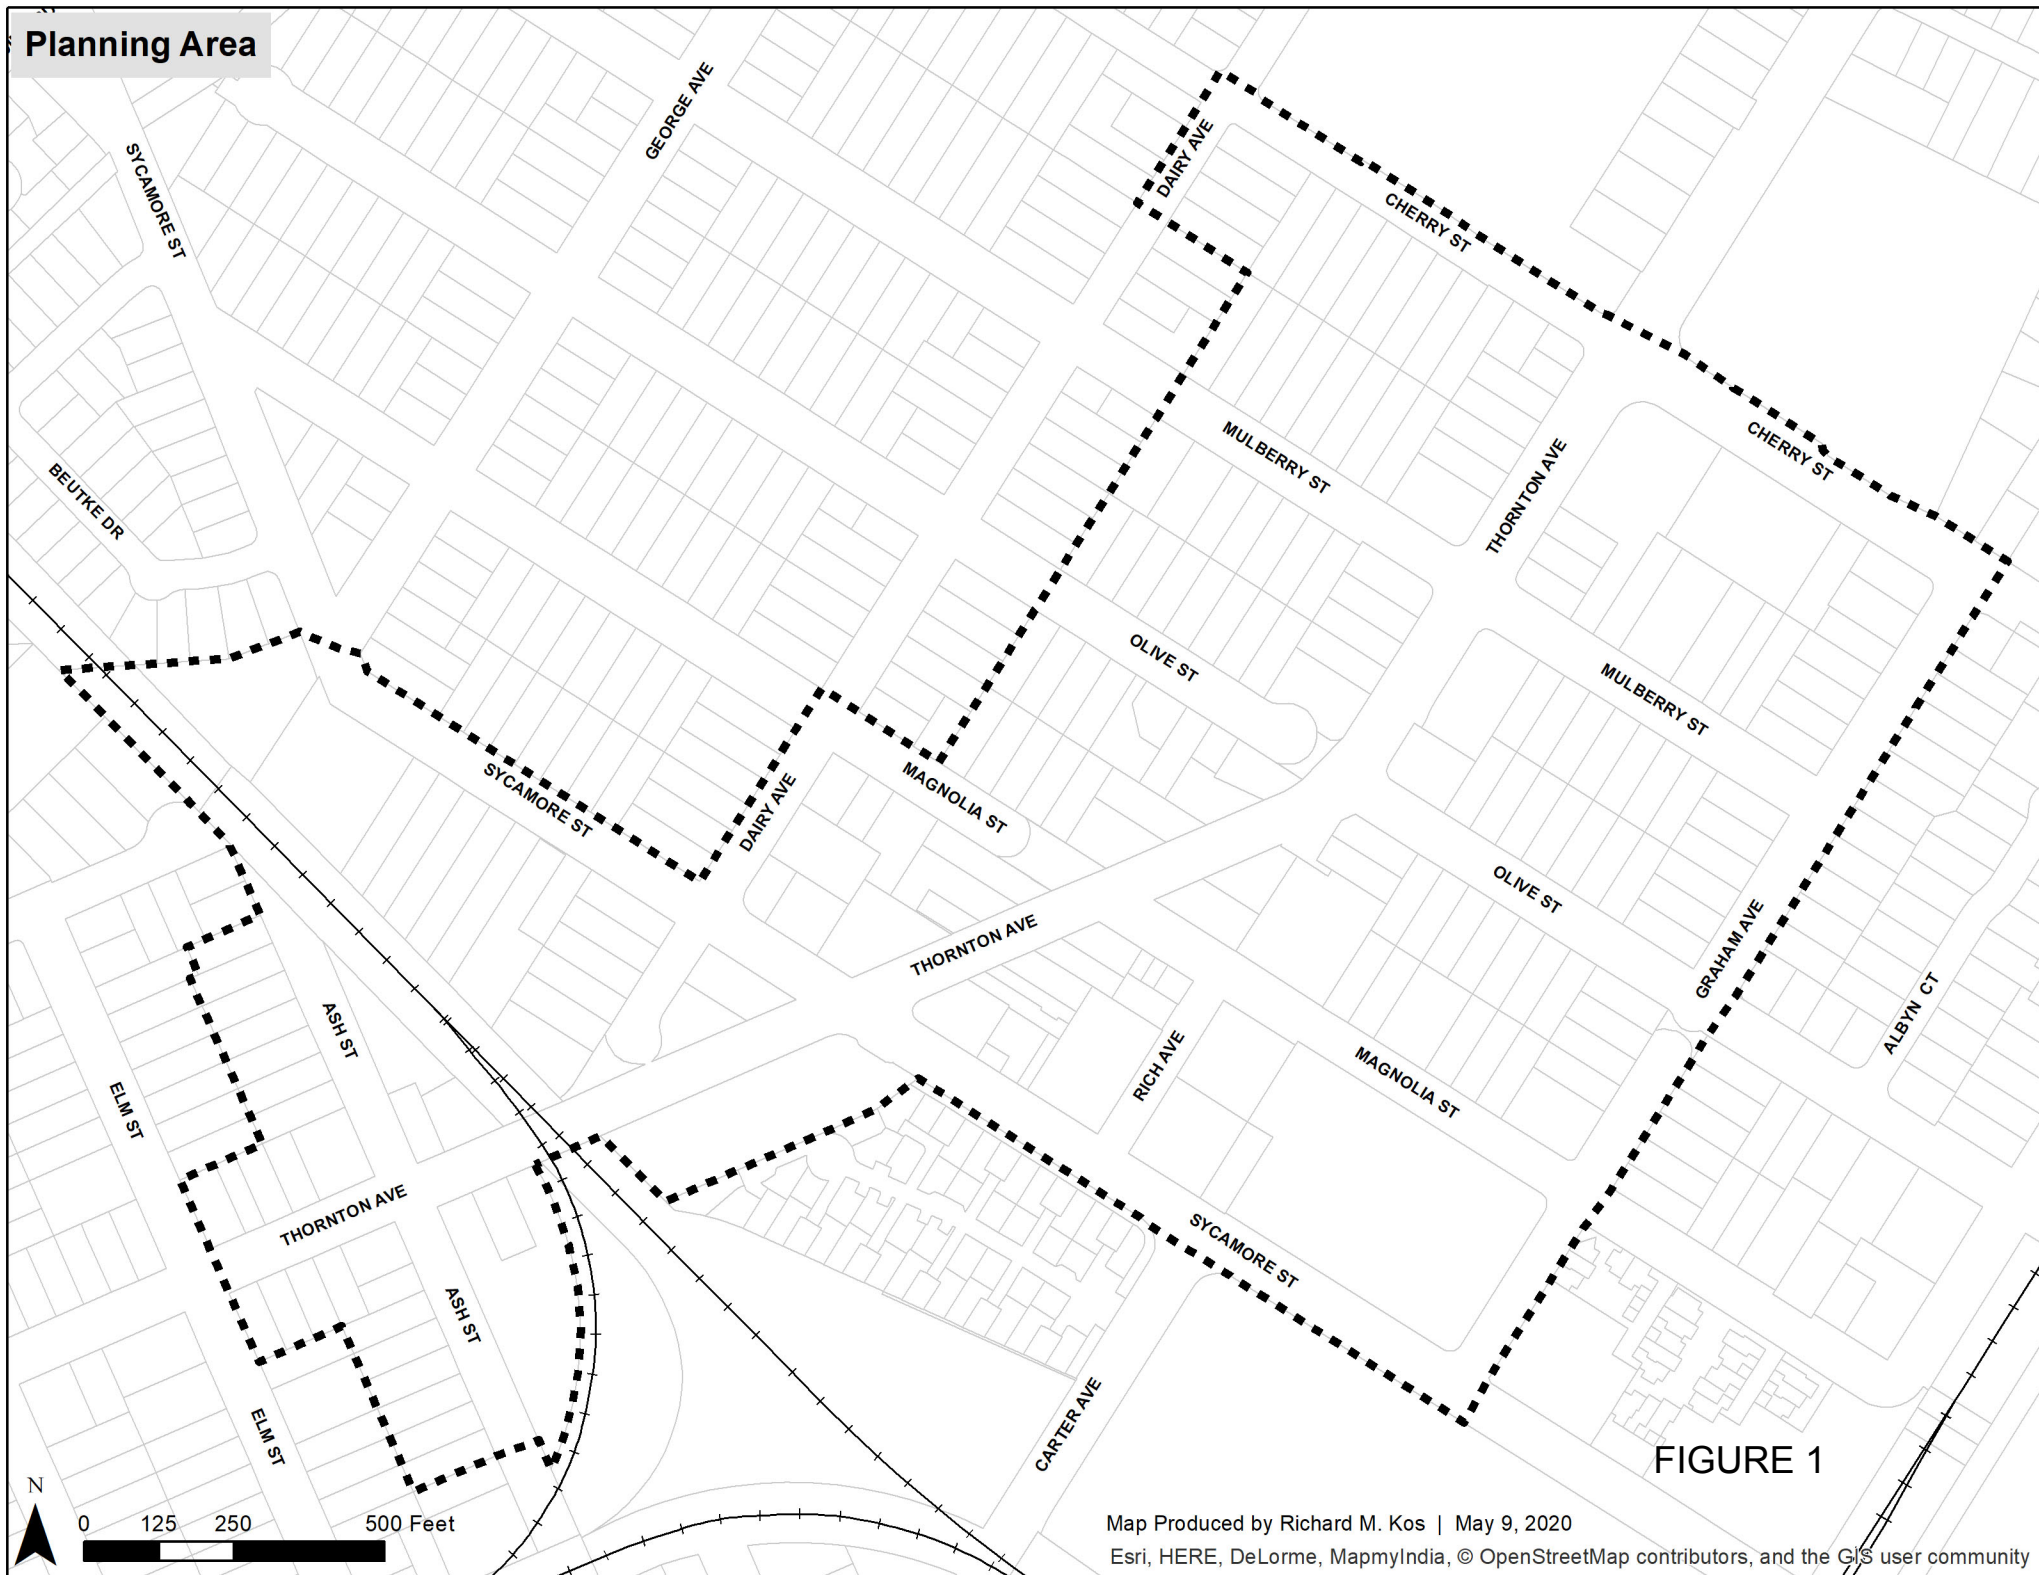 Planning Area
GEORGE AVE
SYCAMORE ST
DAIRY AVE
CHERRY ST
MULBERRY ST
THORNTON AVE
CHERRY ST
BEUTKE DR
OLIVE ST
MULBERRY ST
SYCAMORE ST
DAIRY AVE
MAGNOLIA ST
OLIVE ST
THORNTON AVE
GRAHAM AVE
ALBYN CT
ASH ST
RICH AVE
MAGNOLIA ST
ELM ST
THORNTON AVE
SYCAMORE ST
ASH ST
CARTER AVE
ELM ST
FIGURE 1
N
0 125 250 500 Feet
Map Produced by Richard M. Kos | May 9, 2020
Esri, HERE, DeLorme, MapmyIndia, © OpenStreetMap contributors, and the GIS user community